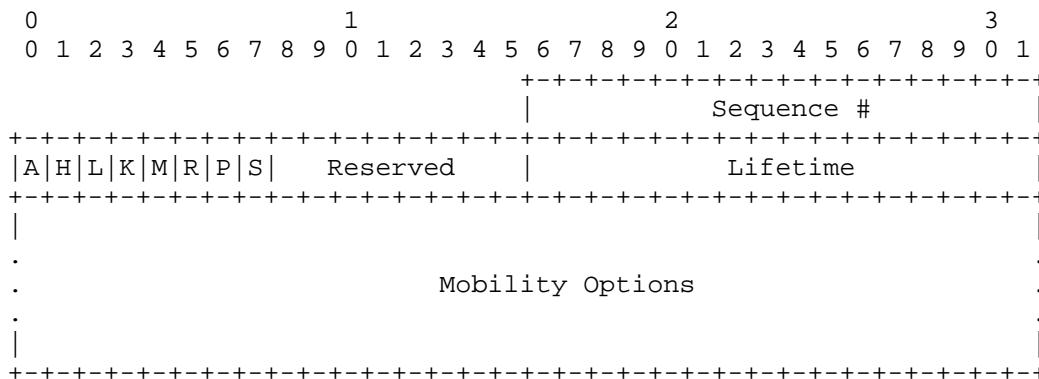 0                   1                   2                   3
 0 1 2 3 4 5 6 7 8 9 0 1 2 3 4 5 6 7 8 9 0 1 2 3 4 5 6 7 8 9 0 1
                                +-+-+-+-+-+-+-+-+-+-+-+-+-+-+-+-+
                                |           Sequence #          |
+-+-+-+-+-+-+-+-+-+-+-+-+-+-+-+-+-+-+-+-+-+-+-+-+-+-+-+-+-+-+-+-+
|A|H|L|K|M|R|P|S|   Reserved    |            Lifetime           |
+-+-+-+-+-+-+-+-+-+-+-+-+-+-+-+-+-+-+-+-+-+-+-+-+-+-+-+-+-+-+-+-+
|                                                               |
.                                                               .
.                          Mobility Options                     .
.                                                               .
|                                                               |
+-+-+-+-+-+-+-+-+-+-+-+-+-+-+-+-+-+-+-+-+-+-+-+-+-+-+-+-+-+-+-+-+